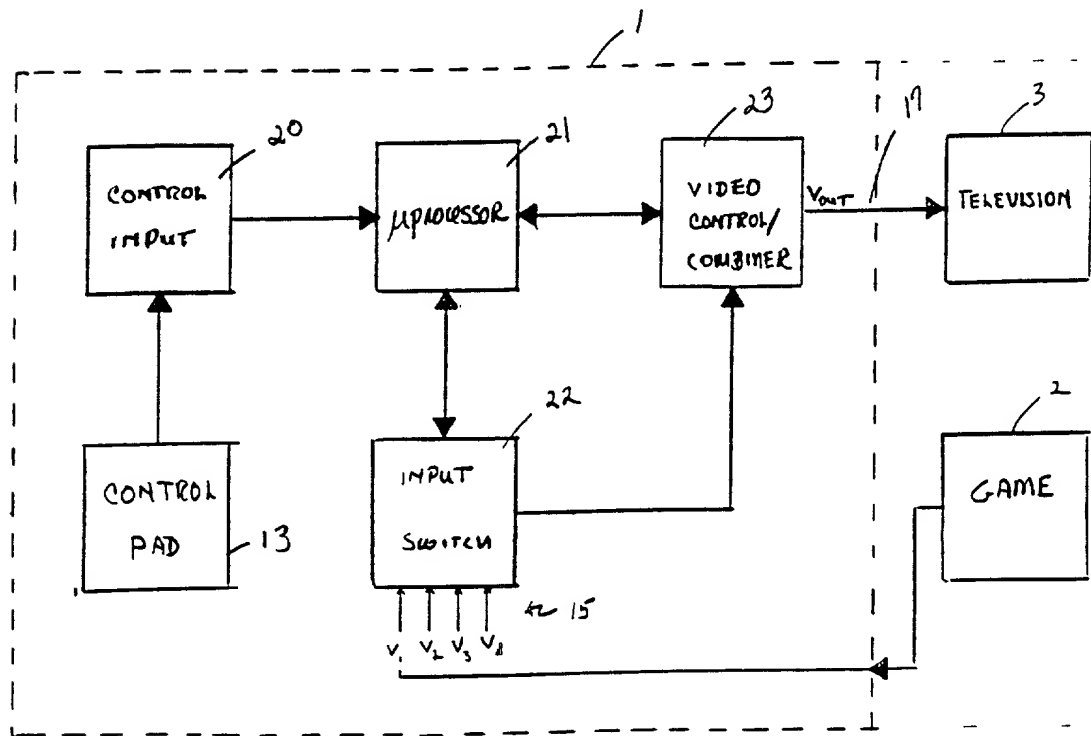 1
20
CONTROL
INPUT
21
μPROCESSOR
23
VIDEO
CONTROL/
COMBINER
VOUT
17
3
TELEVISION
CONTROL
PAD
13
22
INPUT
SWITCH
15
V1 V2 V3
2
GAME